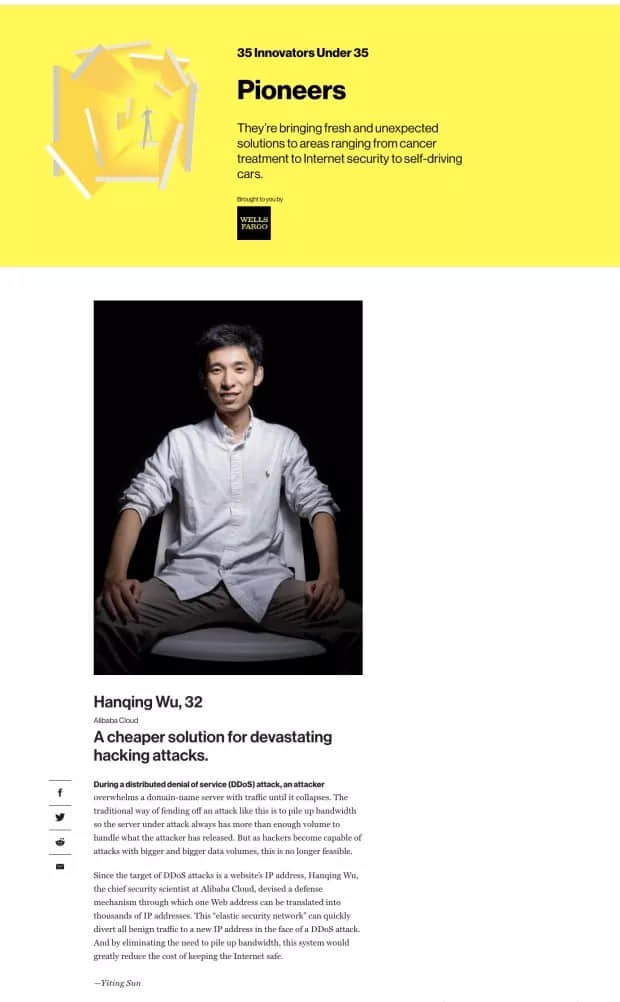 35 Innovators Under 35
Pioneers
They're bringing fresh and unexpected
solutions to areas ranging from cancer
treatment to Internet security to self-driving
cars.
Brought to you by
WELLS
FARGO
Hanqing Wu, 32
Alibaba Cloud
A cheaper solution for devastating
hacking attacks.
During a distributed denial of service (DDoS) attack, an attacker
overwhelms a domain-name server with traffic until it collapses. The
traditional way of fending off an attack like this is to pile up bandwidth
so the server under attack always has more than enough volume to
handle what the attacker has released. But as hackers become capable of
attacks with bigger and bigger data volumes, this is no longer feasible.
Since the target of DDoS attacks is a website's IP address, Hanqing Wu,
the chief security scientist at Alibaba Cloud, devised a defense
mechanism through which one Web address can be translated into
thousands of IP addresses. This "elastic security network" can quickly
divert all benign traffic to a new IP address in the face of a DDoS attack.
And by eliminating the need to pile up bandwidth, this system would
greatly reduce the cost of keeping the Internet safe.
—Yiting Sun